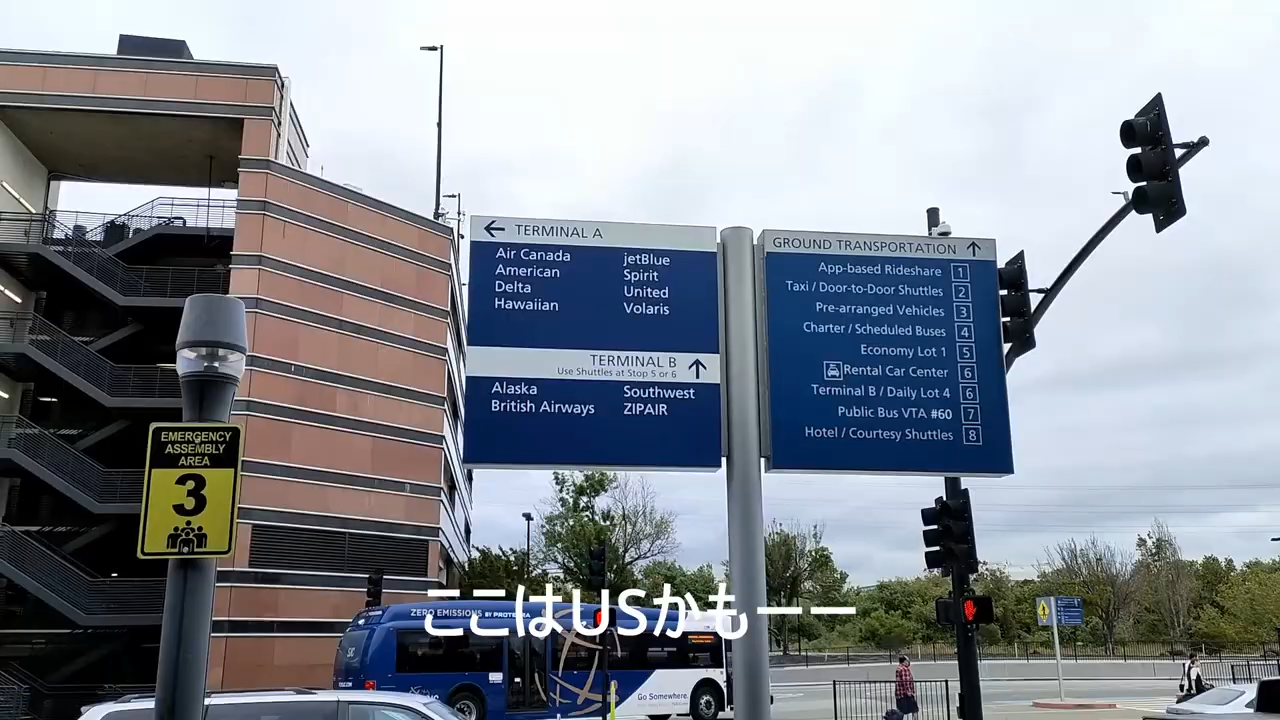 ← TERMINAL A
Air Canada
American
Delta
Hawaiian
jetBlue
Spirit
United
Volaris
TERMINAL B ↑
Use Shuttles at Stop 5 or 6
Alaska
British Airways
Southwest
ZIPAIR
GROUND TRANSPORTATION ↑
App-based Rideshare 1
Taxi / Door-to-Door Shuttles 2
Pre-arranged Vehicles 3
Charter / Scheduled Buses 4
Economy Lot 1 5
Rental Car Center 6
Terminal B / Daily Lot 4 6
Public Bus VTA #60 7
Hotel / Courtesy Shuttles 8
EMERGENCY
ASSEMBLY
AREA
3
ZERO EMISSIONS BY PROTERRA
ここはUSかもーー
Go Somewhere.